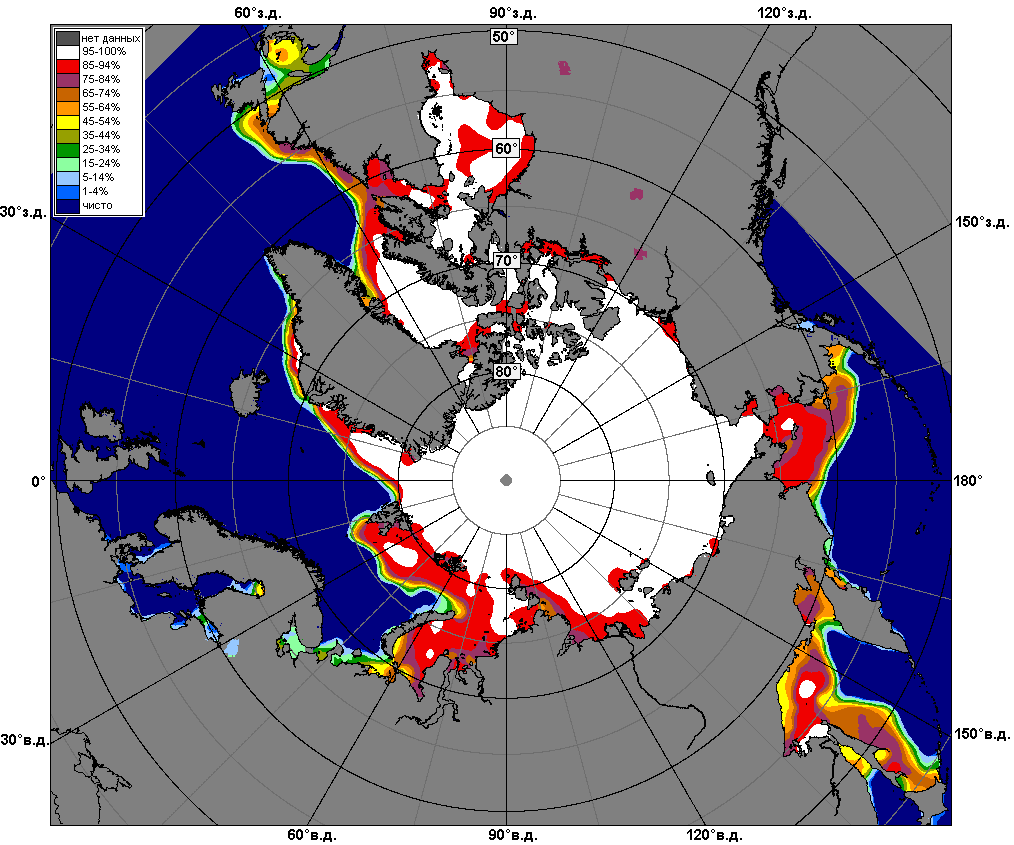 60°з.д.
90°з.д.
120°з.д.
нет данных
95-100%
85-94%
75-84%
65-74%
55-64%
45-54%
35-44%
25-34%
15-24%
5-14%
1-4%
чисто
50°
60°
70°
80°
30°з.д.
150°з.д.
0°
180°
30°в.д.
150°в.д.
60°в.д.
90°в.д.
120°в.д.